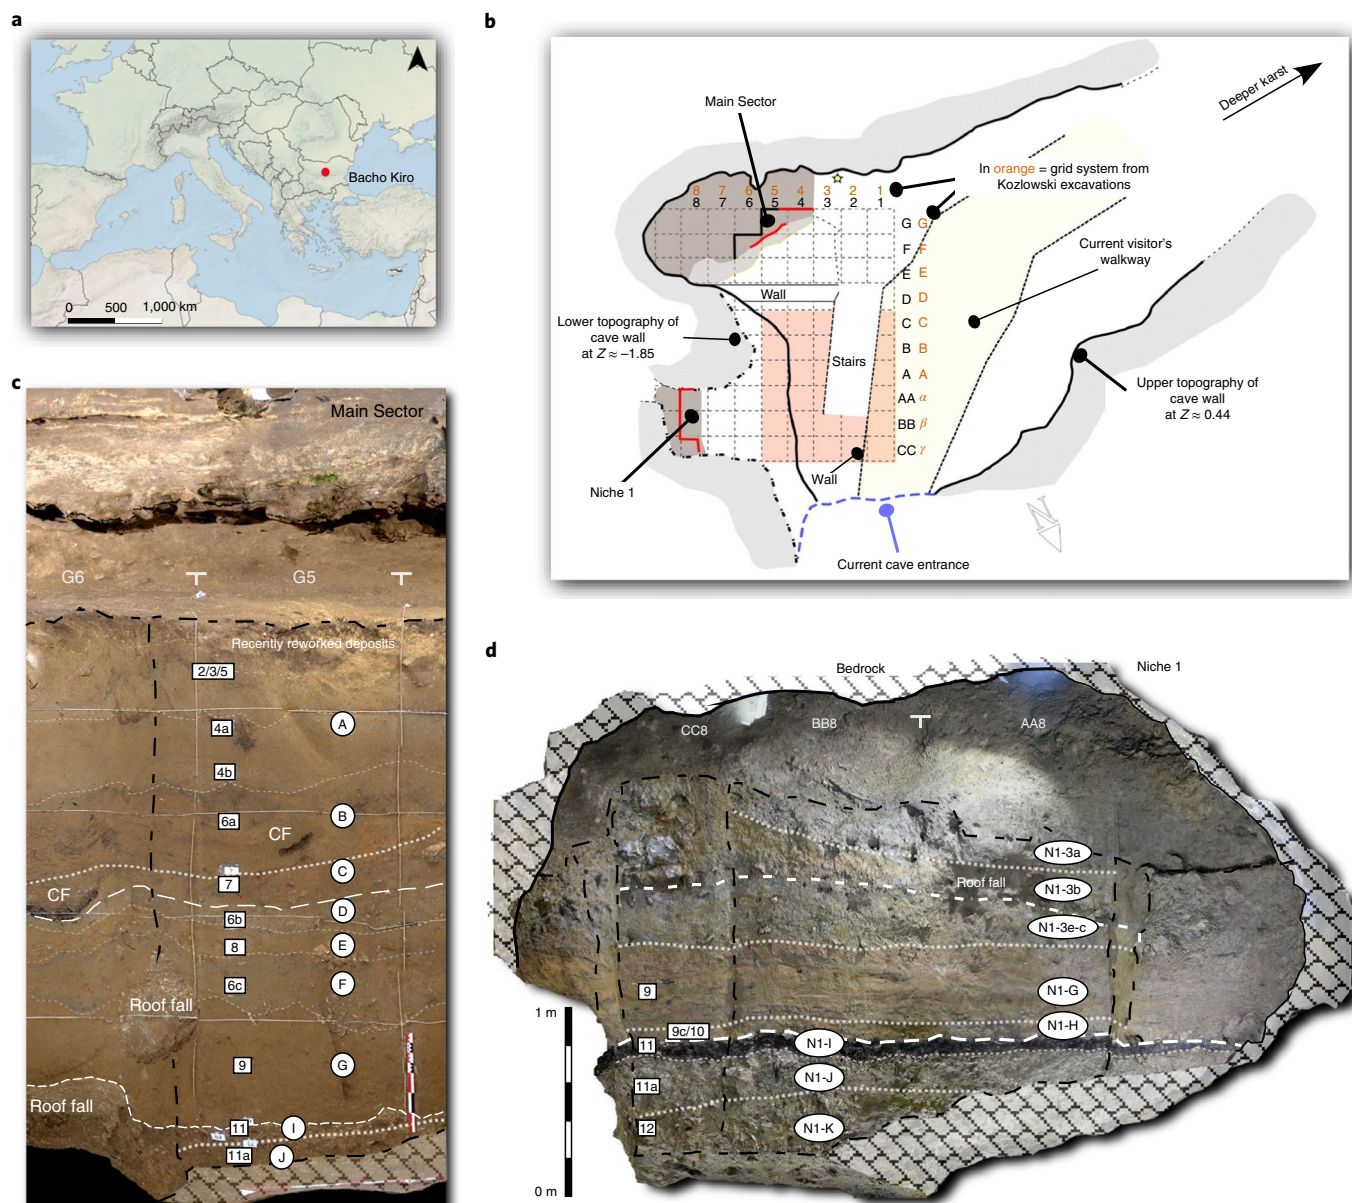 a
Bacho Kiro
0 500 1,000 km
b
Main Sector
Deeper karst
In orange = grid system from
Kozlowski excavations
8 7 6 5 4 3 2 1
8 7 6 5 4 3 2 1
G G
F F
E E
D D
C C
B B
A A
AA α
BB β
CC γ
Current visitor's
walkway
Wall
Lower topography of
cave wall
at Z ≈ –1.85
Stairs
Upper topography of
cave wall
at Z ≈ 0.44
Niche 1
Wall
N
Current cave entrance
c
Main Sector
G6
G5
Recently reworked deposits
2/3/5
A
4a
4b
B
6a
CF
C
7
CF
D
6b
E
8
F
6c
Roof fall
G
9
Roof fall
11
I
11a
J
d
Bedrock
Niche 1
CC8
BB8
AA8
N1-3a
Roof fall
N1-3b
N1-3e-c
9
N1-G
9c/10
N1-H
11
N1-I
11a
N1-J
12
N1-K
1 m
0 m